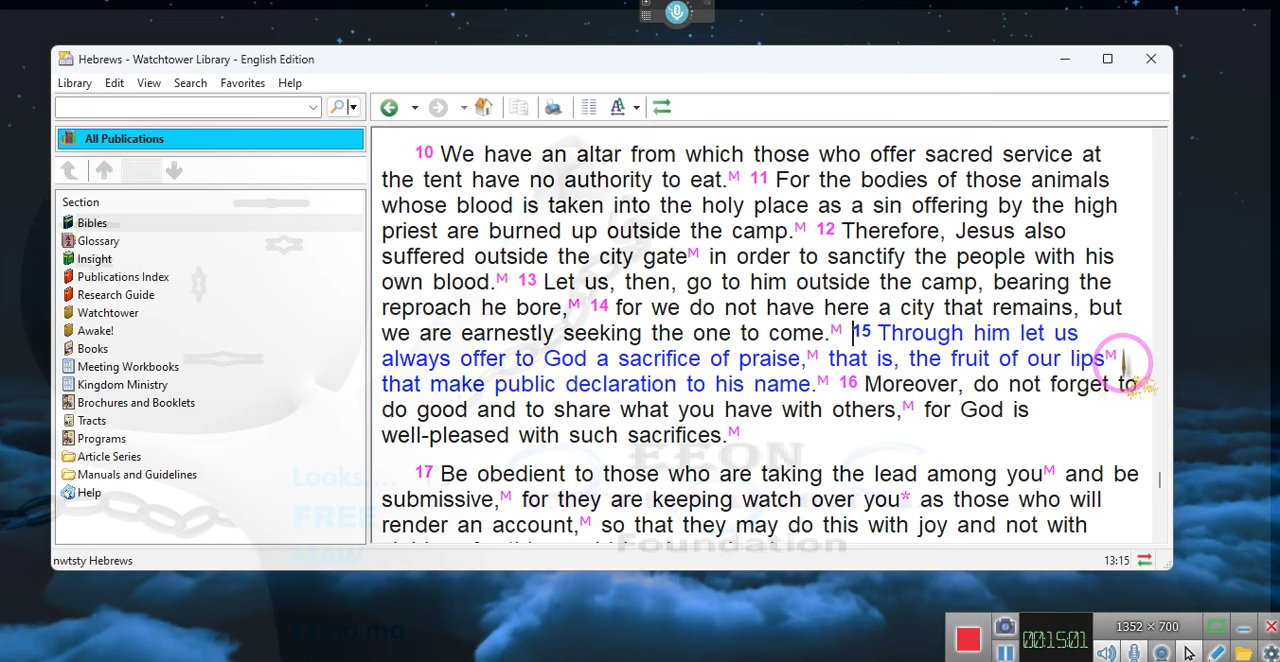 Hebrews - Watchtower Library - English Edition
Library Edit View Search Favorites Help
All Publications
Section
Bibles
Glossary
Insight
Publications Index
Research Guide
Watchtower
Awake!
Books
Meeting Workbooks
Kingdom Ministry
Brochures and Booklets
Tracts
Programs
Article Series
Manuals and Guidelines
Help
10 We have an altar from which those who offer sacred service at
the tent have no authority to eat.M 11 For the bodies of those animals
whose blood is taken into the holy place as a sin offering by the high
priest are burned up outside the camp.M 12 Therefore, Jesus also
suffered outside the city gateM in order to sanctify the people with his
own blood.M 13 Let us, then, go to him outside the camp, bearing the
reproach he bore,M 14 for we do not have here a city that remains, but
we are earnestly seeking the one to come.M 15 Through him let us
always offer to God a sacrifice of praise,M that is, the fruit of our lipsM
that make public declaration to his name.M 16 Moreover, do not forget to
do good and to share what you have with others,M for God is
well-pleased with such sacrifices.M
17 Be obedient to those who are taking the lead among youM and be
submissive,M for they are keeping watch over you* as those who will
render an account,M so that they may do this with joy and not with
EEON
Foundation
Looks....
FREE
nwtsty Hebrews
13:15
1352 × 700
00:15:01